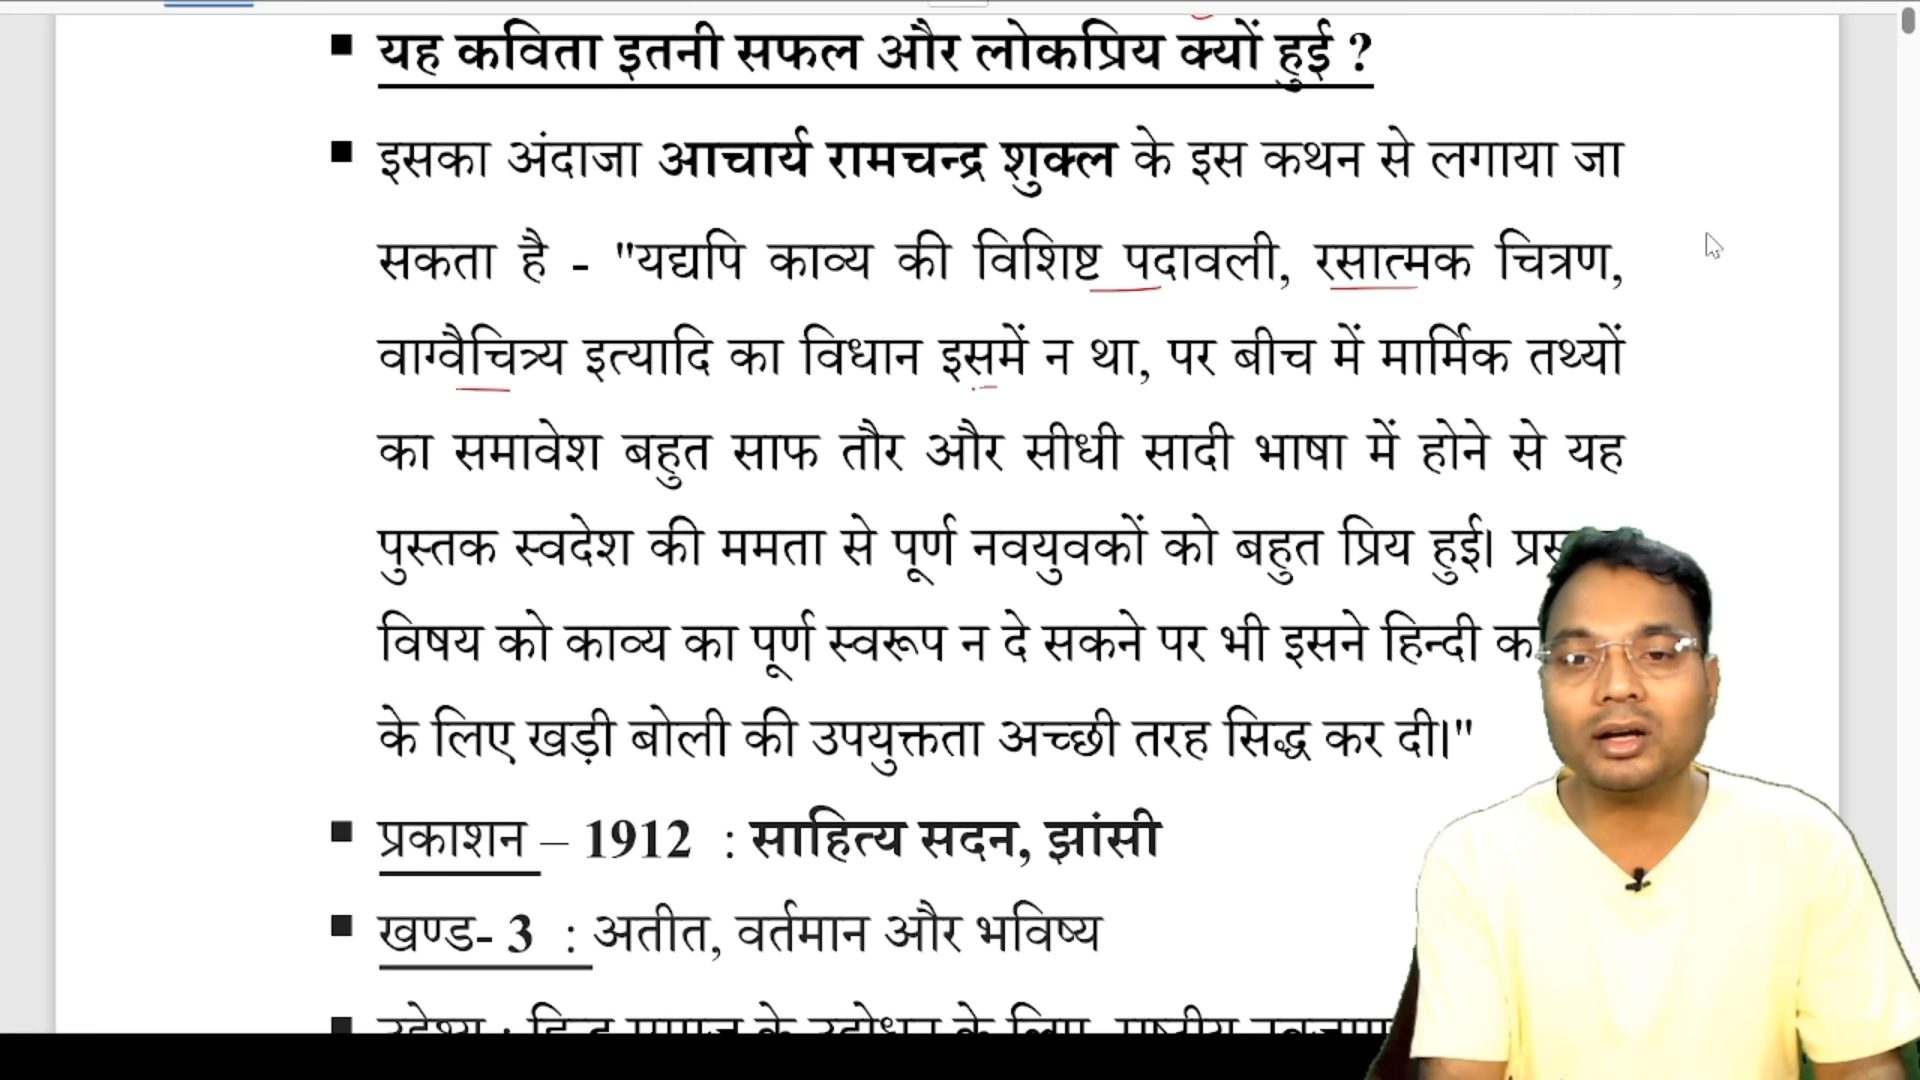 ▪ यह कविता इतनी सफल और लोकप्रिय क्यों हुई ?
▪ इसका अंदाजा आचार्य रामचन्द्र शुक्ल के इस कथन से लगाया जा
सकता है - "यद्यपि काव्य की विशिष्ट पदावली, रसात्मक चित्रण,
वाग्वैचित्र्य इत्यादि का विधान इसमें न था, पर बीच में मार्मिक तथ्यों
का समावेश बहुत साफ तौर और सीधी सादी भाषा में होने से यह
पुस्तक स्वदेश की ममता से पूर्ण नवयुवकों को बहुत प्रिय हुई।
विषय को काव्य का पूर्ण स्वरूप न दे सकने पर भी इसने हिन्दी
के लिए खड़ी बोली की उपयुक्तता अच्छी तरह सिद्ध कर दी।"
▪ प्रकाशन – 1912 : साहित्य सदन, झांसी
▪ खण्ड- 3 : अतीत, वर्तमान और भविष्य